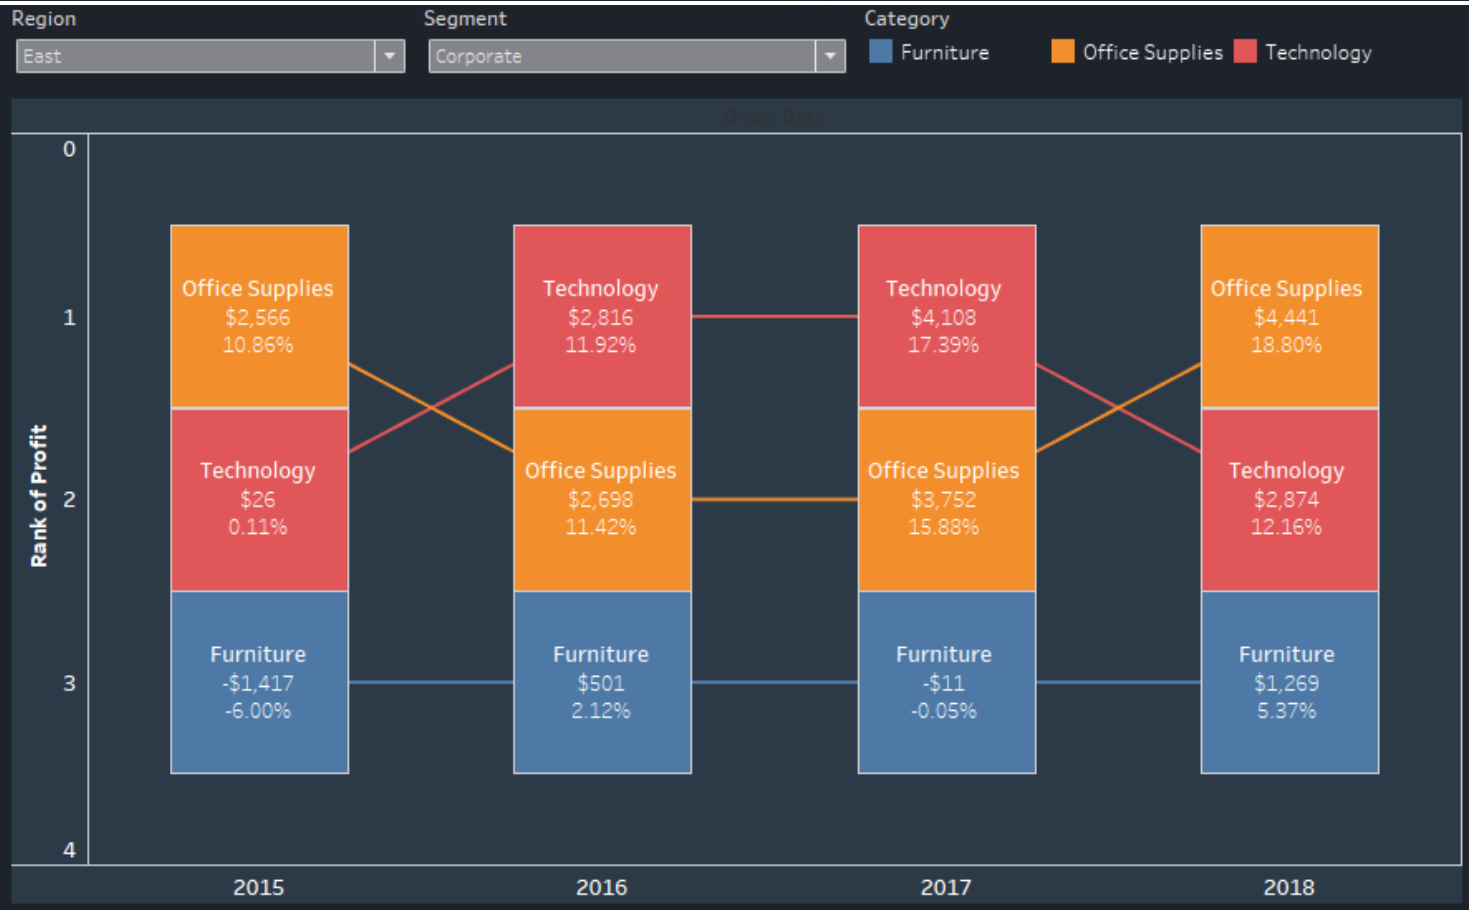 Region
Segment
Category
East
Corporate
Furniture
Office Supplies
Technology
Order Date
Rank of Profit
0
1
2
3
4
Office Supplies
$2,566
10.86%
Technology
$26
0.11%
Furniture
-$1,417
-6.00%
Technology
$2,816
11.92%
Office Supplies
$2,698
11.42%
Furniture
$501
2.12%
Technology
$4,108
17.39%
Office Supplies
$3,752
15.88%
Furniture
-$11
-0.05%
Office Supplies
$4,441
18.80%
Technology
$2,874
12.16%
Furniture
$1,269
5.37%
2015
2016
2017
2018